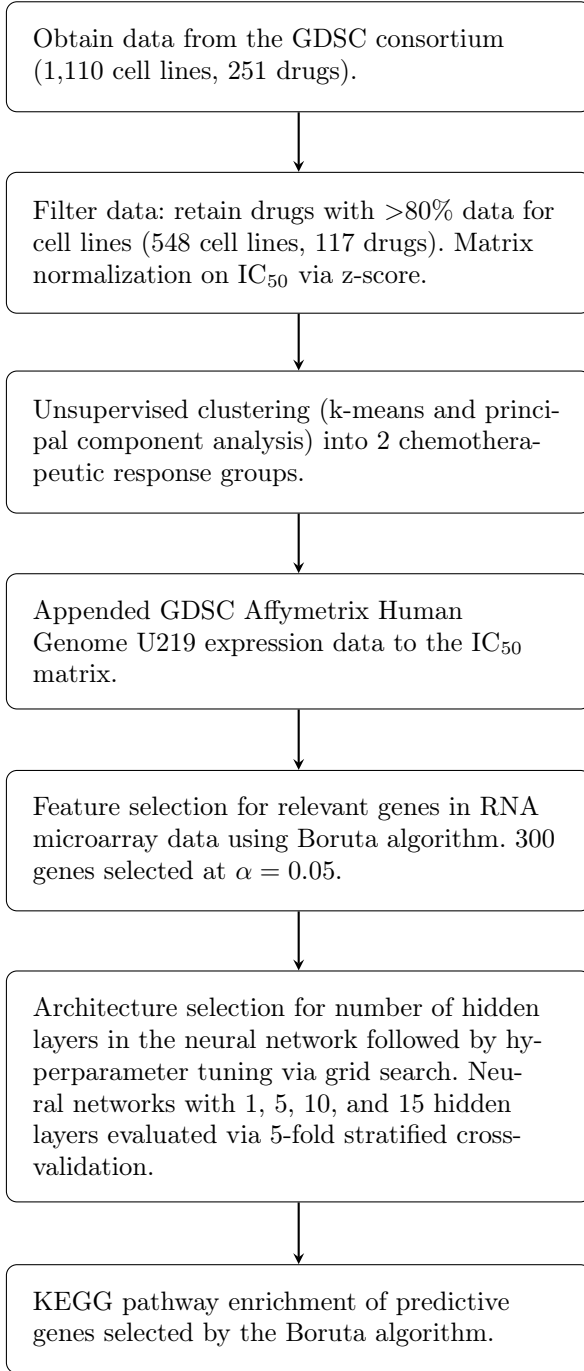 Obtain data from the GDSC consortium
(1,110 cell lines, 251 drugs).
Filter data: retain drugs with >80% data for
cell lines (548 cell lines, 117 drugs). Matrix
normalization on IC₅₀ via z-score.
Unsupervised clustering (k-means and princi-
pal component analysis) into 2 chemothera-
peutic response groups.
Appended GDSC Affymetrix Human
Genome U219 expression data to the IC₅₀
matrix.
Feature selection for relevant genes in RNA
microarray data using Boruta algorithm. 300
genes selected at α = 0.05.
Architecture selection for number of hidden
layers in the neural network followed by hy-
perparameter tuning via grid search. Neu-
ral networks with 1, 5, 10, and 15 hidden
layers evaluated via 5-fold stratified cross-
validation.
KEGG pathway enrichment of predictive
genes selected by the Boruta algorithm.